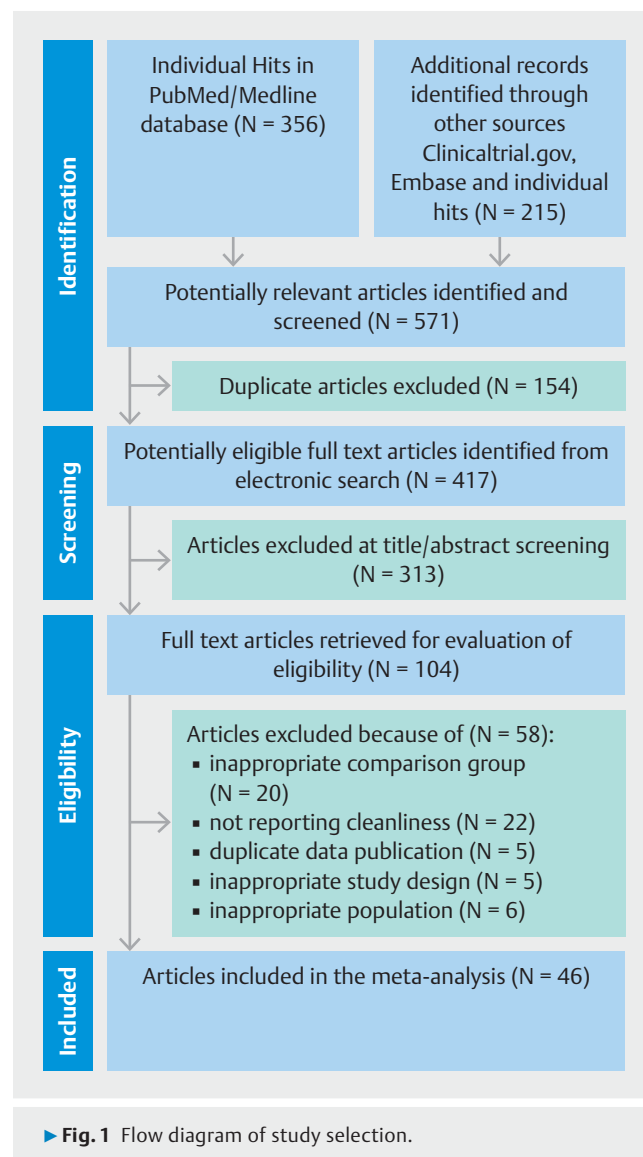 Identification
Individual Hits in
PubMed/Medline
database (N = 356)
Additional records
identified through
other sources
Clinicaltrial.gov,
Embase and individual
hits (N = 215)
Potentially relevant articles identified and
screened (N = 571)
Duplicate articles excluded (N = 154)
Screening
Potentially eligible full text articles identified from
electronic search (N = 417)
Articles excluded at title/abstract screening
(N = 313)
Eligibility
Full text articles retrieved for evaluation of
eligibility (N = 104)
Articles excluded because of (N = 58):
▪ inappropriate comparison group
(N = 20)
▪ not reporting cleanliness (N = 22)
▪ duplicate data publication (N = 5)
▪ inappropriate study design (N = 5)
▪ inappropriate population (N = 6)
Included
Articles included in the meta-analysis (N = 46)
▶ Fig. 1 Flow diagram of study selection.